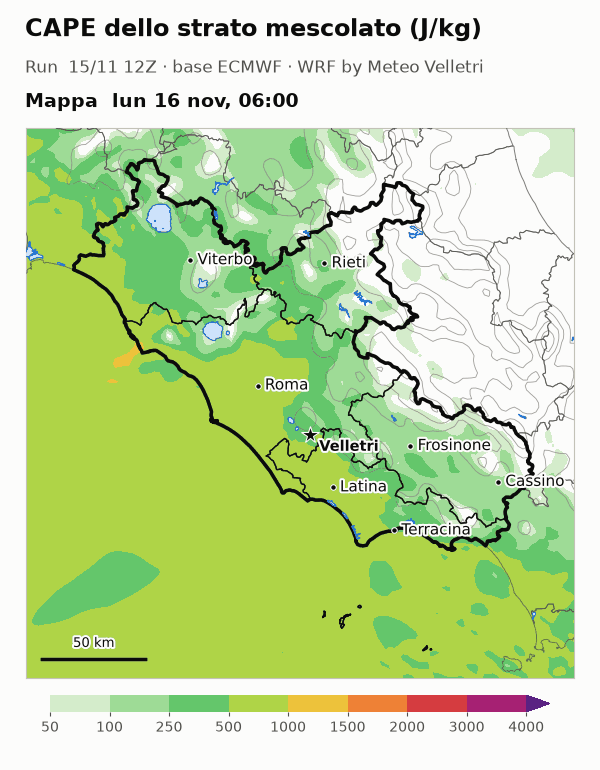 CAPE dello strato mescolato (J/kg)
Run  15/11 12Z · base ECMWF · WRF by Meteo Velletri
Mappa  lun 16 nov, 06:00
Viterbo
Rieti
Roma
Velletri
Frosinone
Latina
Cassino
Terracina
50 km
50 100 250 500 1000 1500 2000 3000 4000